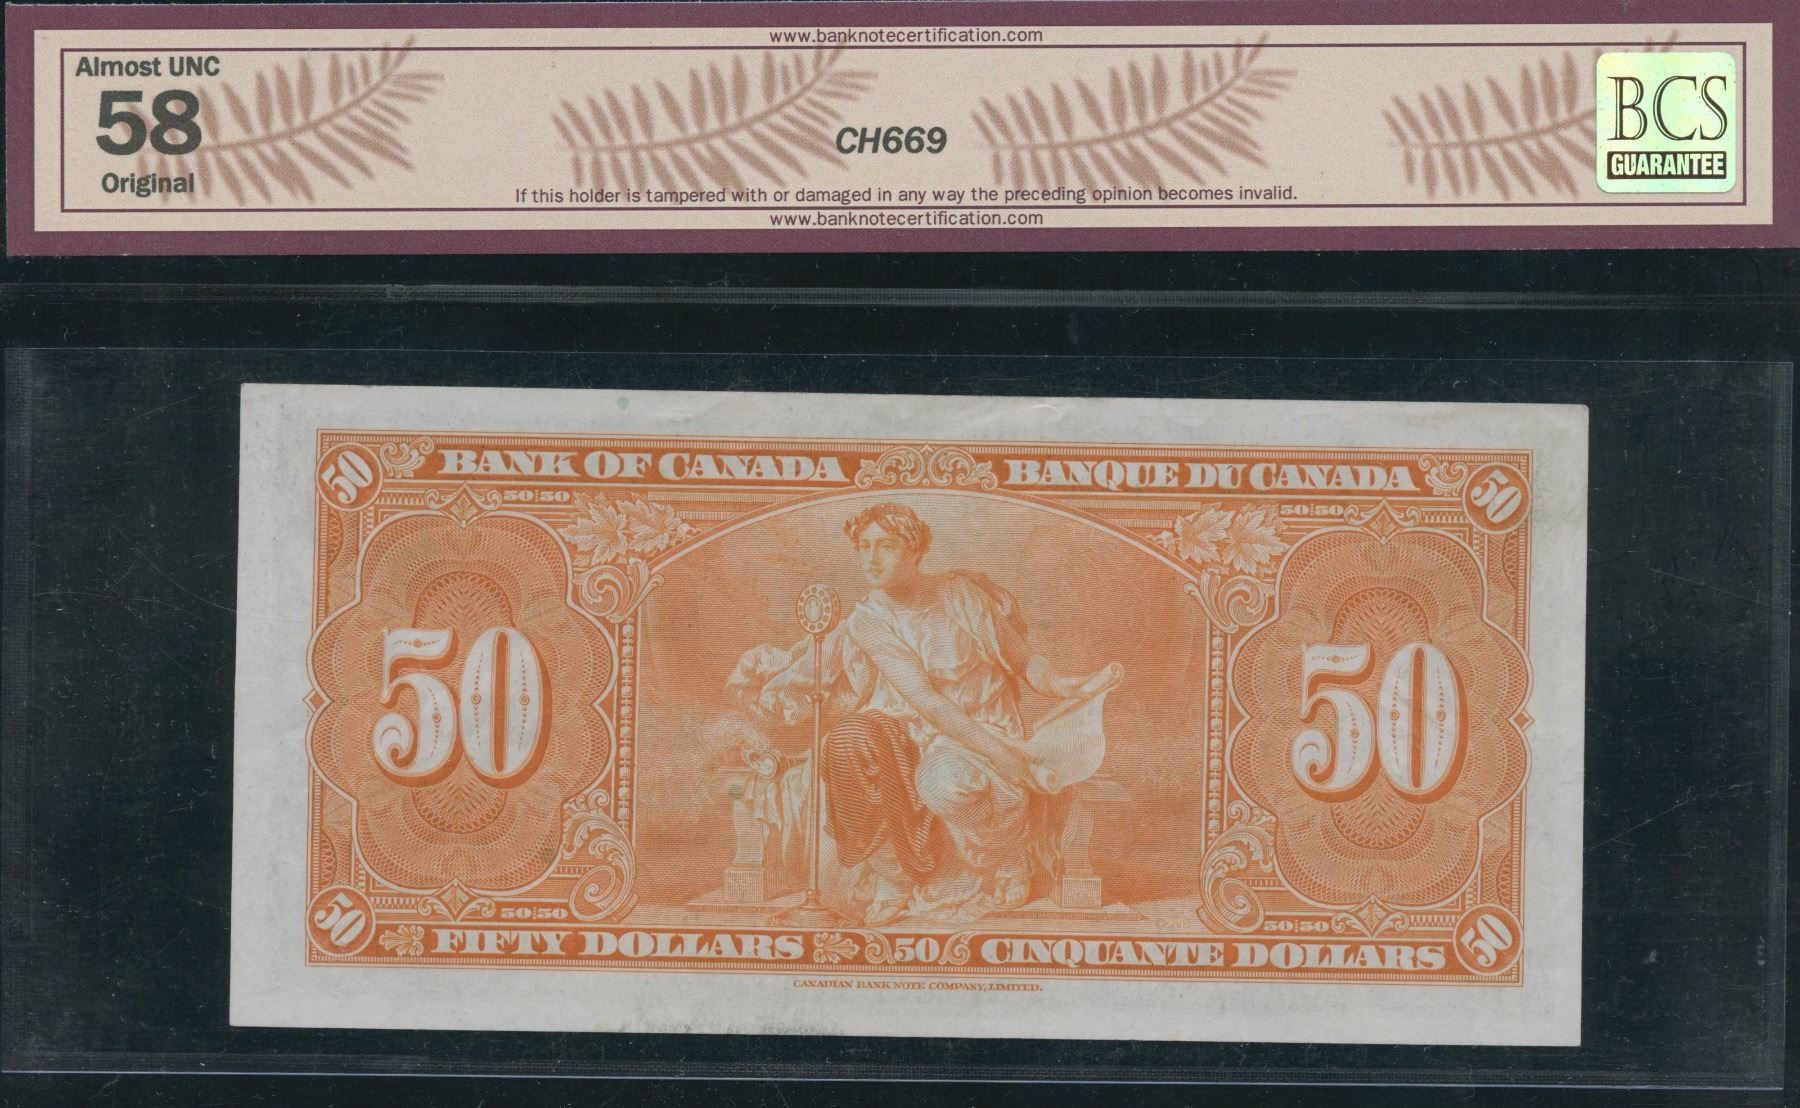 www.banknotecertification.com
Almost UNC
58
Original
CH669
BCS
GUARANTEE
If this holder is tampered with or damaged in any way the preceding opinion becomes invalid.
www.banknotecertification.com
50 BANK OF CANADA BANQUE DU CANADA 50
50 50 50 50
50 50
50 50 50 50
50 FIFTY DOLLARS 50 CINQUANTE DOLLARS 50
CANADIAN BANK NOTE COMPANY, LIMITED.